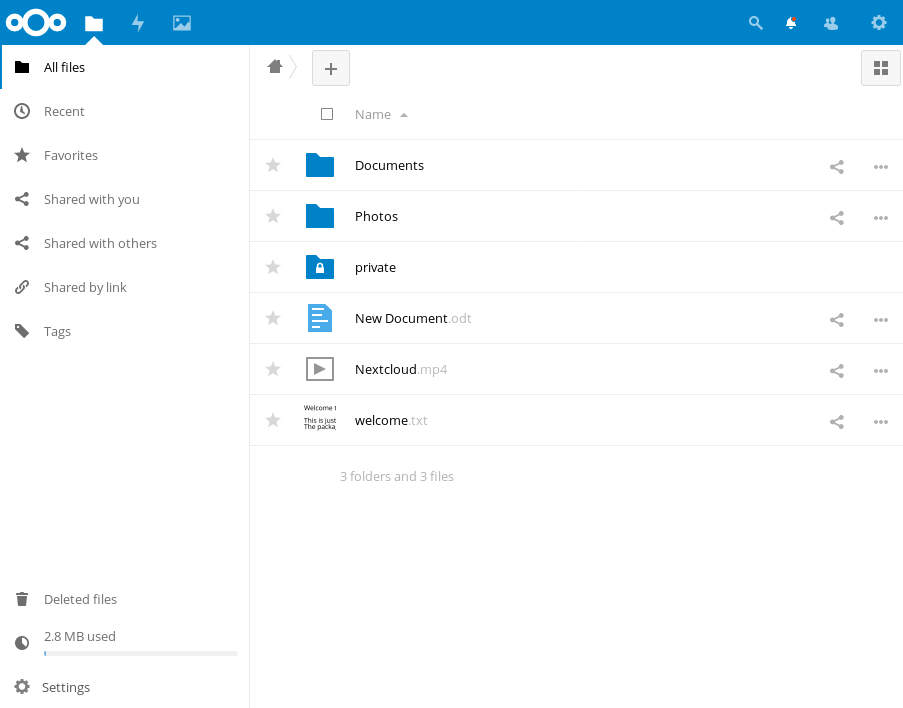 All files
Recent
Favorites
Shared with you
Shared with others
Shared by link
Tags
Deleted files
2.8 MB used
Settings
Name
Documents
Photos
private
New Document.odt
Nextcloud.mp4
Welcome t
This is just
The packag
welcome.txt
3 folders and 3 files